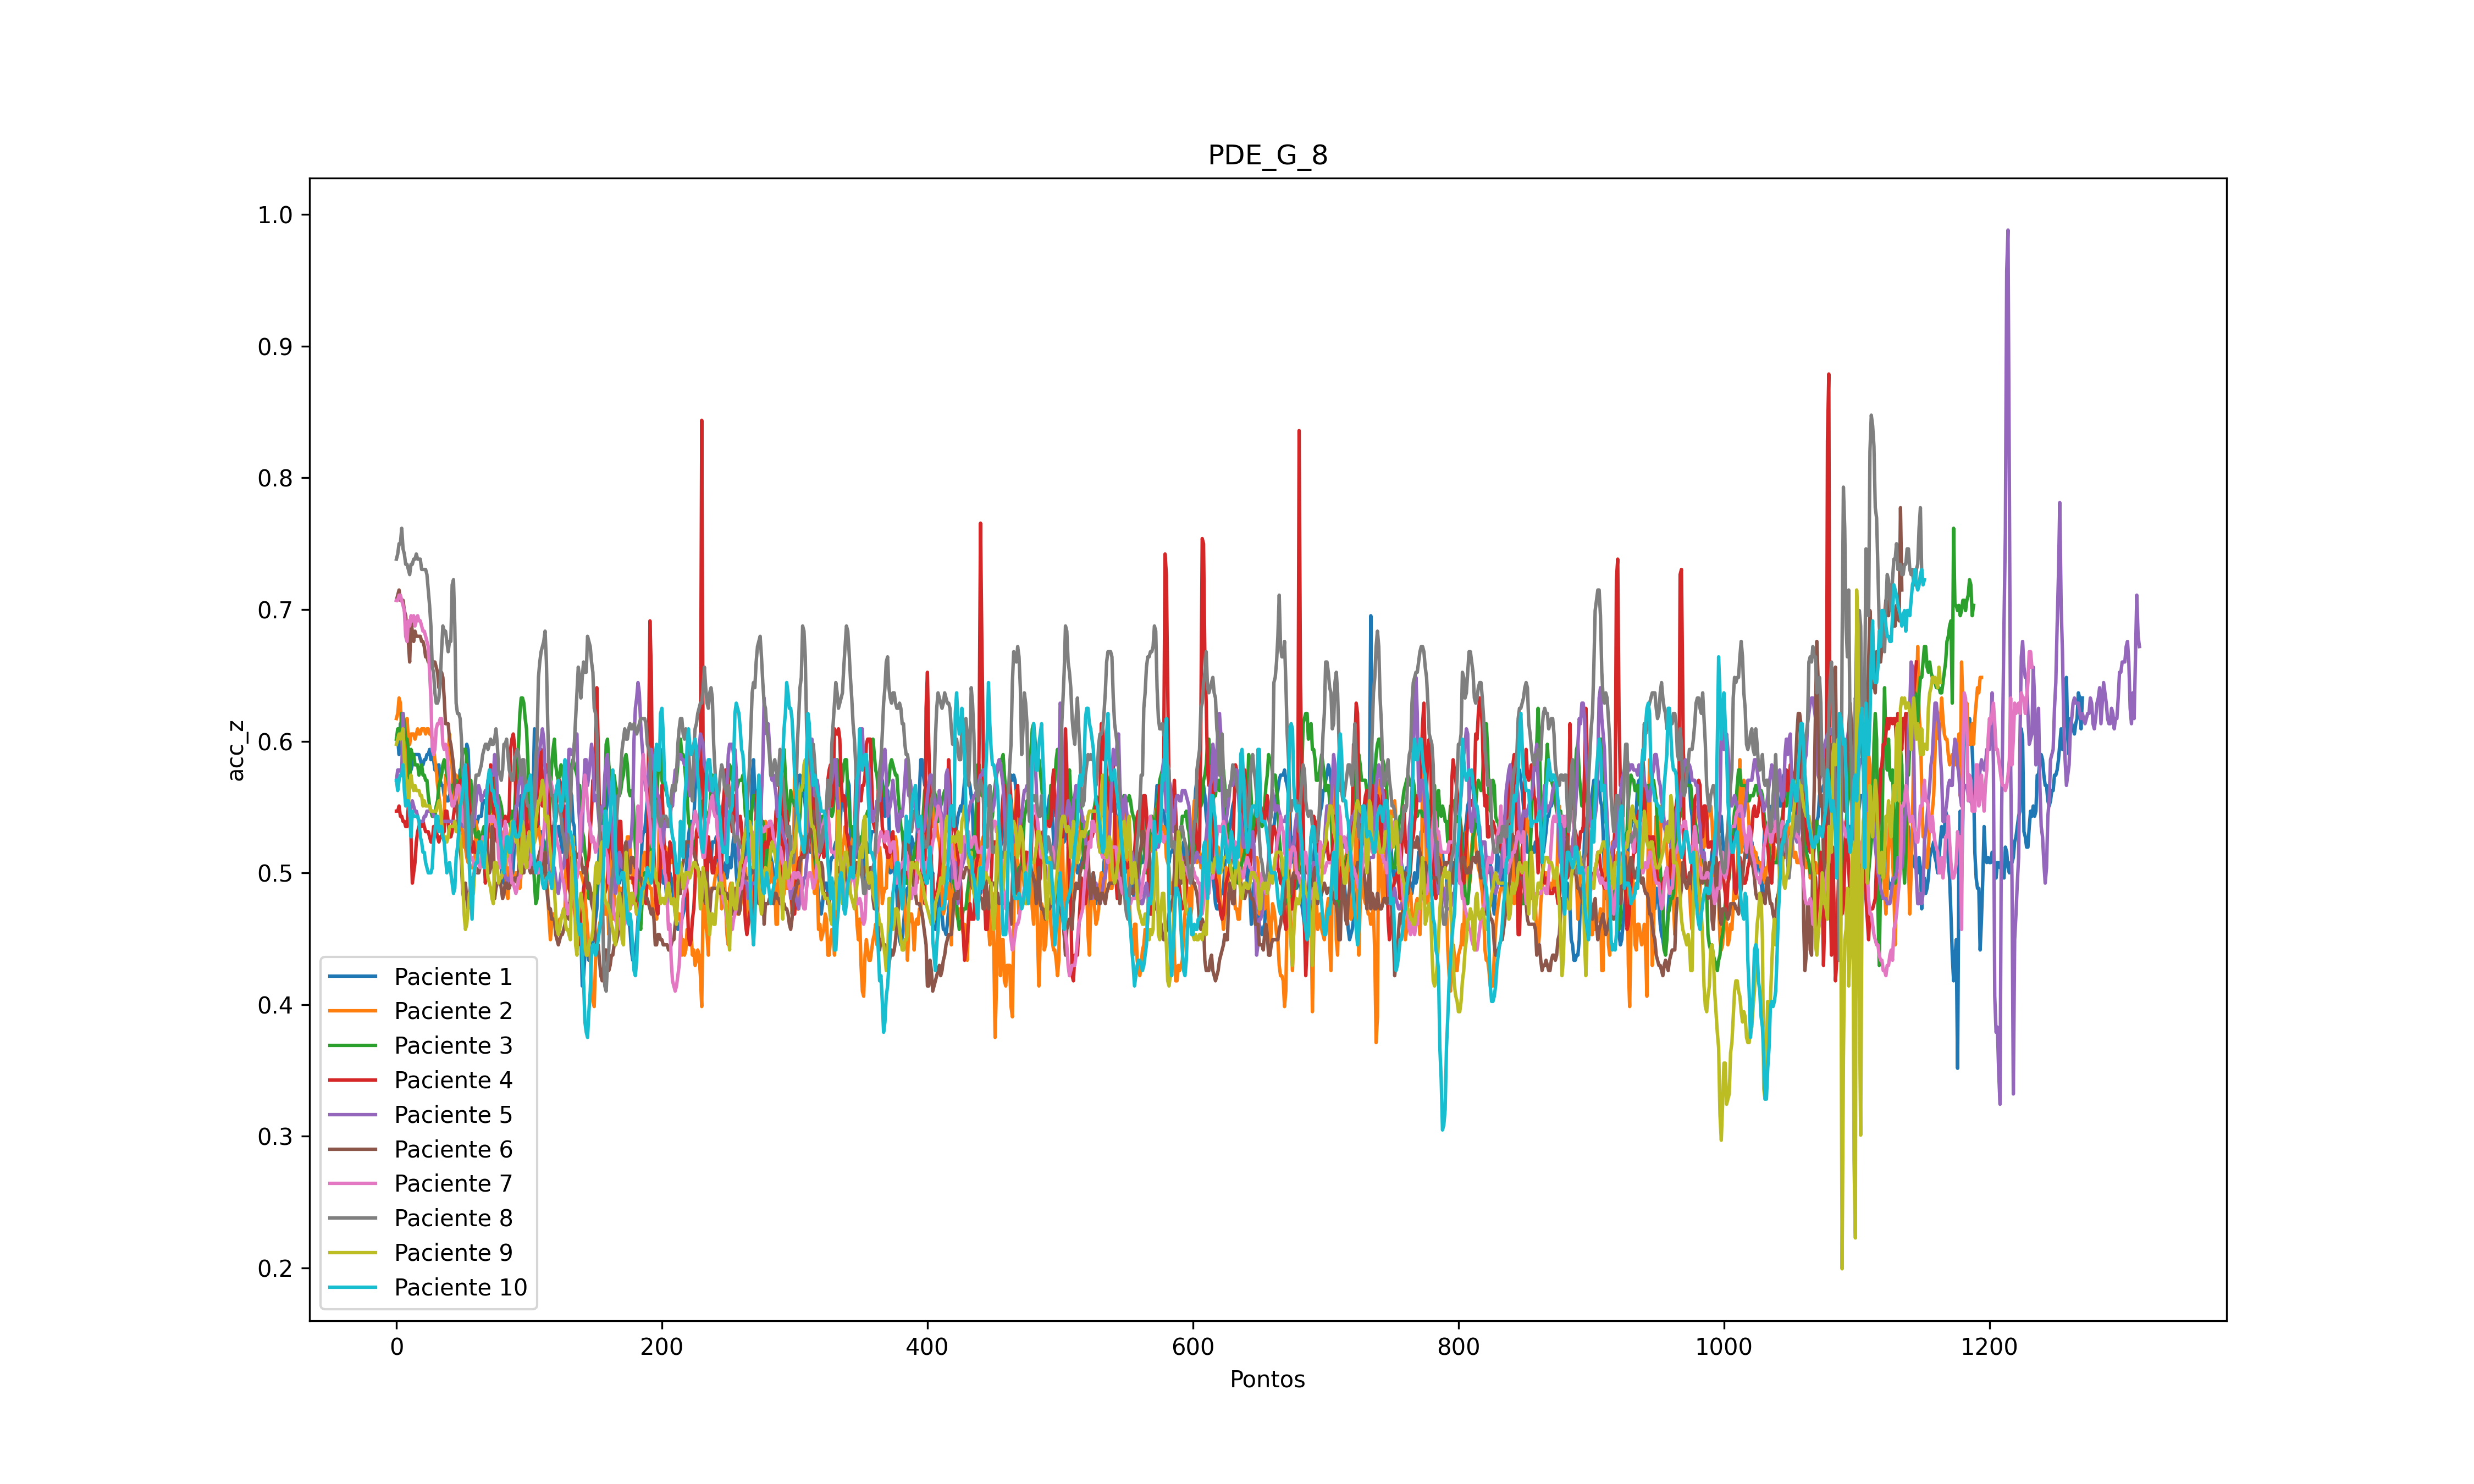 PDE_G_8
1.0
0.9
0.8
0.7
0.6
0.5
0.4
0.3
0.2
acc_z
Paciente 1
Paciente 2
Paciente 3
Paciente 4
Paciente 5
Paciente 6
Paciente 7
Paciente 8
Paciente 9
Paciente 10
0 200 400 600 800 1000 1200
Pontos